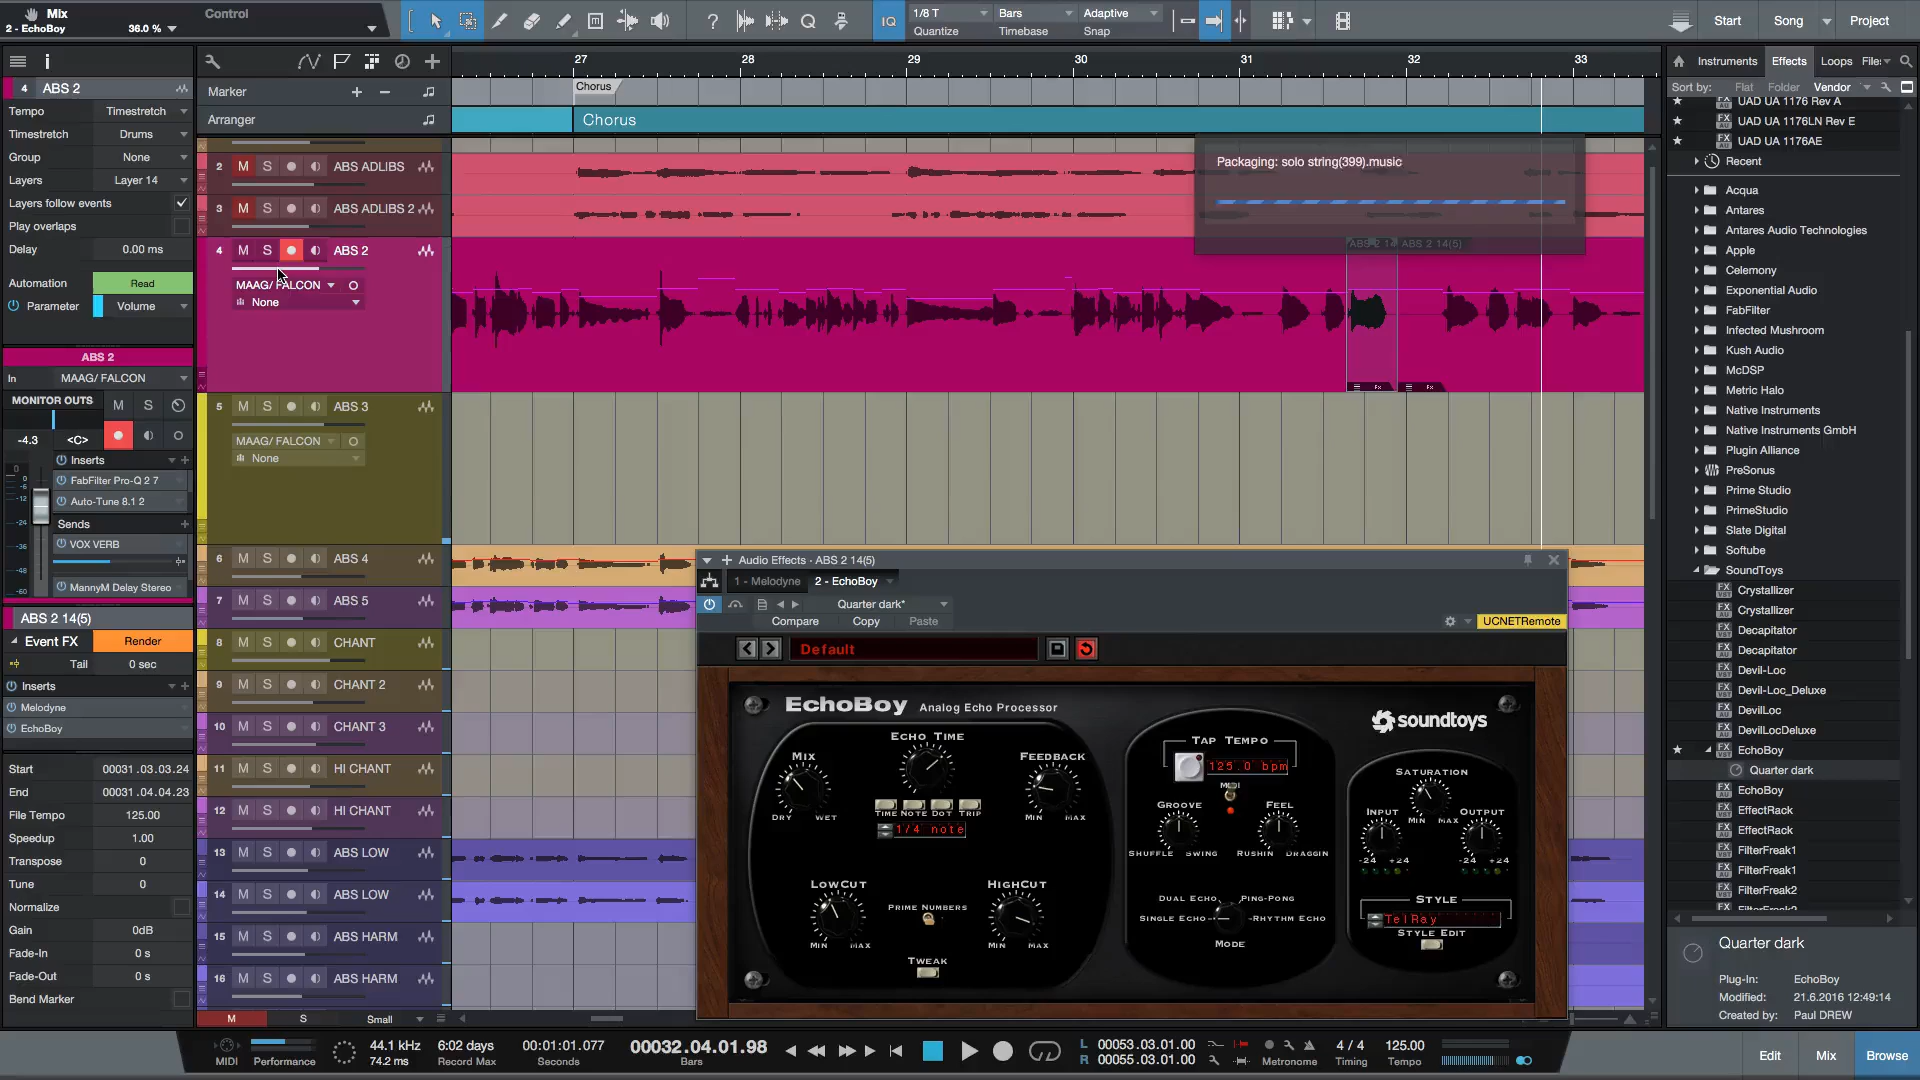 Mix
2 - EchoBoy
36.0 %
Control
IQ
1/8 T
Quantize
Bars
Timebase
Adaptive
Snap
Start
Song
Project
4 ABS 2
Tempo Timestretch
Timestretch Drums
Group None
Layers Layer 14
Layers follow events
Play overlaps
Delay 0.00 ms
Automation Read
Parameter Volume
ABS 2
In MAAG/ FALCON
MONITOR OUTS M S
-4.3 <C>
Inserts
FabFilter Pro-Q 2 7
Auto-Tune 8.1 2
Sends
VOX VERB
MannyM Delay Stereo
ABS 2 14(5)
Event FX Render
Tail 0 sec
Inserts
Melodyne
EchoBoy
Start 00031.03.03.24
End 00031.04.04.23
File Tempo 125.00
Speedup 1.00
Transpose 0
Tune 0
Normalize
Gain 0dB
Fade-In 0 s
Fade-Out 0 s
Bend Marker
Marker
Arranger
27 28 29 30 31 32 33
Chorus
Chorus
2 M S ABS ADLIBS
3 M S ABS ADLIBS 2
4 M S ABS 2
MAAG/ FALCON
None
5 M S ABS 3
MAAG/ FALCON
None
6 M S ABS 4
7 M S ABS 5
8 M S CHANT
9 M S CHANT 2
10 M S CHANT 3
11 M S HI CHANT
12 M S HI CHANT
13 M S ABS LOW
14 M S ABS LOW
15 M S ABS HARM
16 M S ABS HARM
M S Small
Packaging: solo string(399).music
ABS 2 14 ABS 2 14(5)
Audio Effects - ABS 2 14(5)
1 - Melodyne 2 - EchoBoy
Quarter dark*
Compare Copy Paste
UCNETRemote
Default
EchoBoy Analog Echo Processor
soundtoys
MIX
DRY WET
ECHO TIME
TIME NOTE DOT TRIP
1/4 note
FEEDBACK
MIN MAX
LOWCUT
MIN MAX
PRIME NUMBERS
HIGHCUT
MIN MAX
TWEAK
TAP TEMPO
125.0 bpm
MIDI
GROOVE
SHUFFLE SWING
FEEL
RUSHIN DRAGGIN
DUAL ECHO PING-PONG
SINGLE ECHO RHYTHM ECHO
MODE
SATURATION
MIN MAX
INPUT
-24 +24
OUTPUT
-24 +24
STYLE
TelRay
STYLE EDIT
Instruments Effects Loops Files
Sort by: Flat Folder Vendor
UAD UA 1176 Rev A
UAD UA 1176LN Rev E
UAD UA 1176AE
Recent
Acqua
Antares
Antares Audio Technologies
Apple
Celemony
Exponential Audio
FabFilter
Infected Mushroom
Kush Audio
McDSP
Metric Halo
Native Instruments
Native Instruments GmbH
Plugin Alliance
PreSonus
Prime Studio
PrimeStudio
Slate Digital
Softube
SoundToys
Crystallizer
Crystallizer
Decapitator
Decapitator
Devil-Loc
Devil-Loc_Deluxe
DevilLoc
DevilLocDeluxe
EchoBoy
Quarter dark
EchoBoy
EffectRack
EffectRack
FilterFreak1
FilterFreak1
FilterFreak2
FilterFreak2
Quarter dark
Plug-In: EchoBoy
Modified: 21.6.2016 12:49:14
Created by: Paul DREW
MIDI
Performance
44.1 kHz
74.2 ms
6:02 days
Record Max
00:01:01.077
Seconds
00032.04.01.98
Bars
L 00053.03.01.00
R 00055.03.01.00
Metronome
4 / 4
Timing
125.00
Tempo
Edit
Mix
Browse